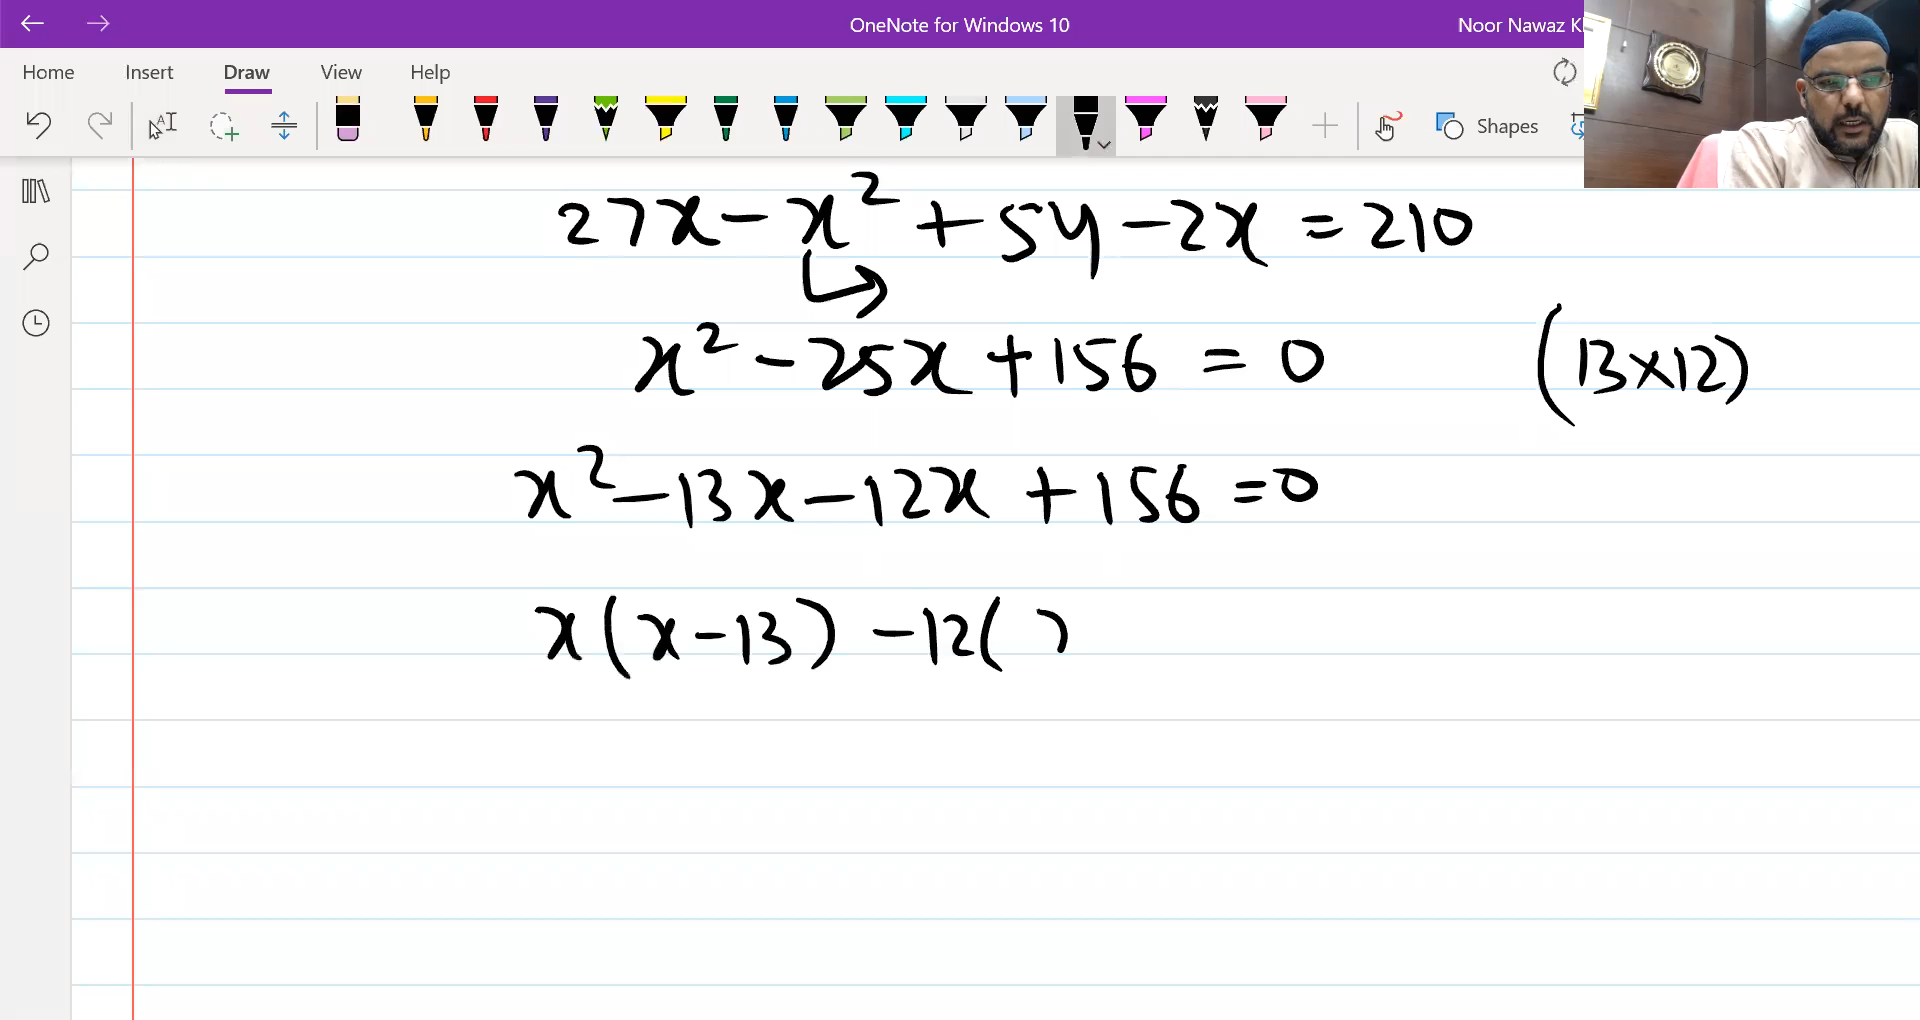 OneNote for Windows 10
Noor Nawaz K
Home Insert Draw View Help
Shapes
27x - x² + 54 - 2x = 210
x² - 25x + 156 = 0 (13×12)
x² - 13x - 12x + 156 = 0
x(x - 13) - 12(